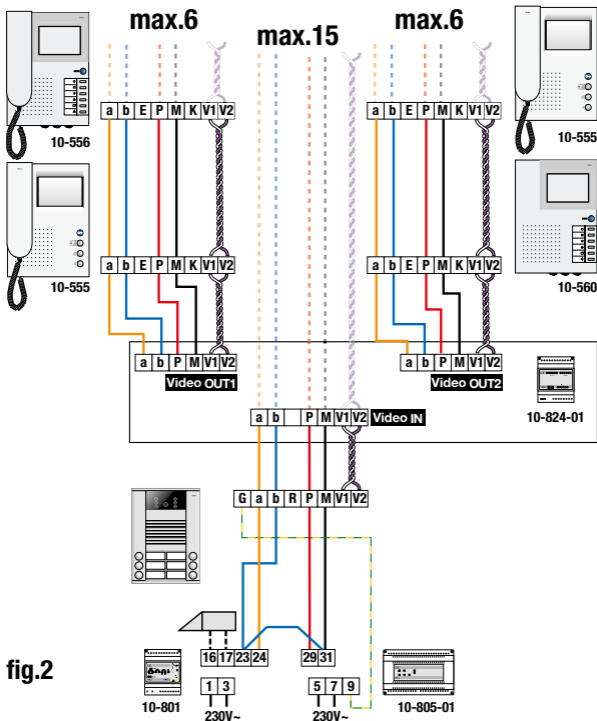 max.6
max.15
max.6
10-556
10-555
10-555
10-560
a b E P M K V1 V2
a b E P M K V1 V2
a b E P M K V1 V2
a b E P M K V1 V2
a b P M V1 V2
Video OUT1
a b P M V1 V2
Video OUT2
10-824-01
a b P M V1 V2
Video IN
G a b R P M V1 V2
16 17 23 24
29 31
1 3
5 7 9
fig.2
10-801
230V~
230V~
10-805-01